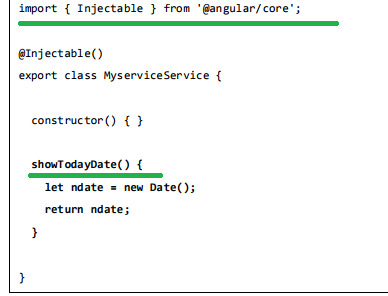 import { Injectable } from '@angular/core';
@Injectable()
export class MyserviceService {
constructor() { }
showTodayDate() {
let ndate = new Date();
return ndate;
}
}